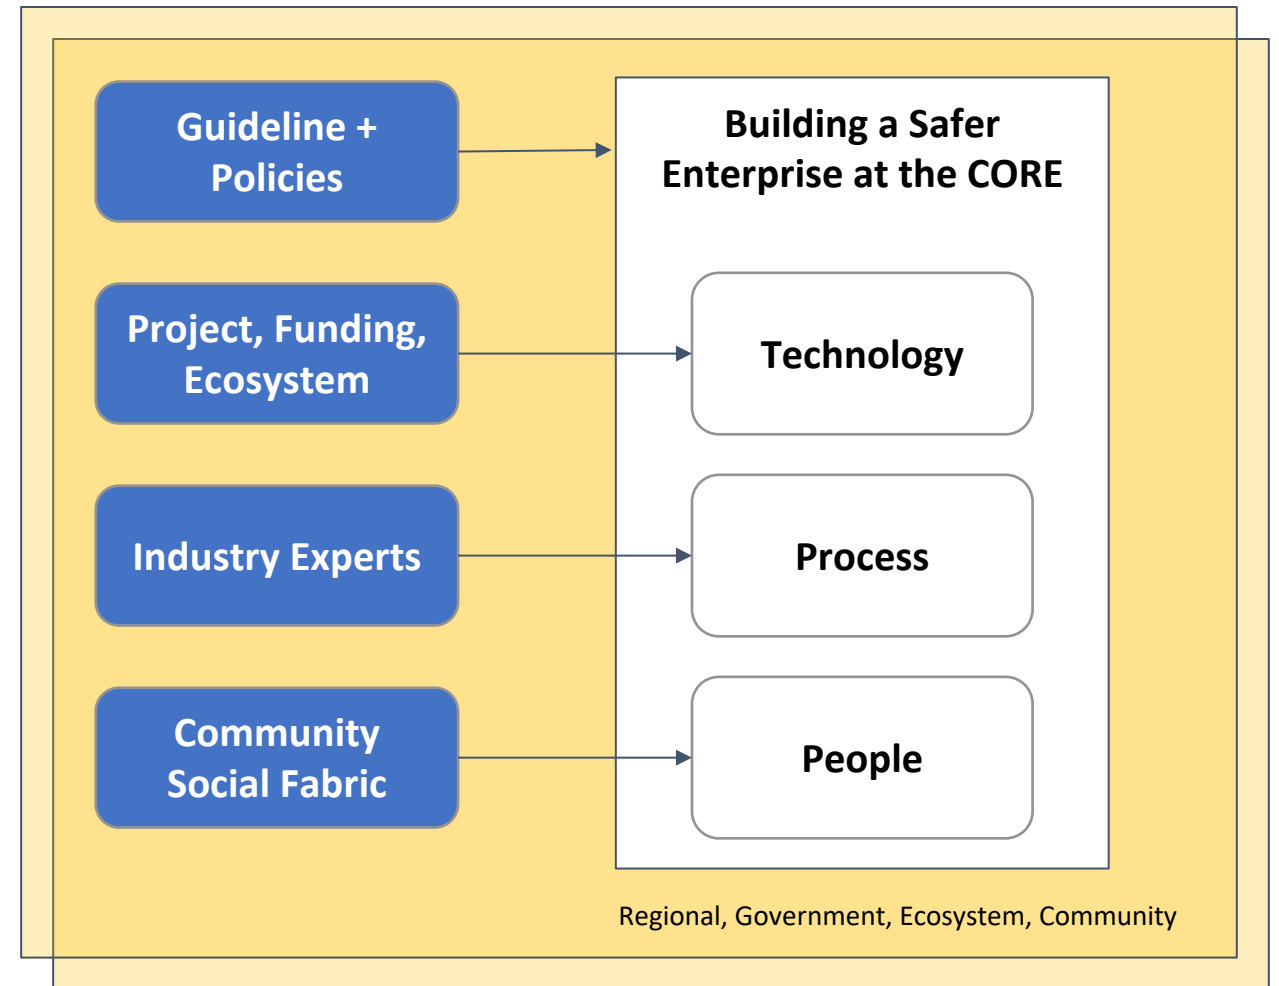 Guideline +
Policies
Building a Safer
Enterprise at the CORE
Project, Funding,
Ecosystem
Technology
Industry Experts
Process
Community
Social Fabric
People
Regional, Government, Ecosystem, Community